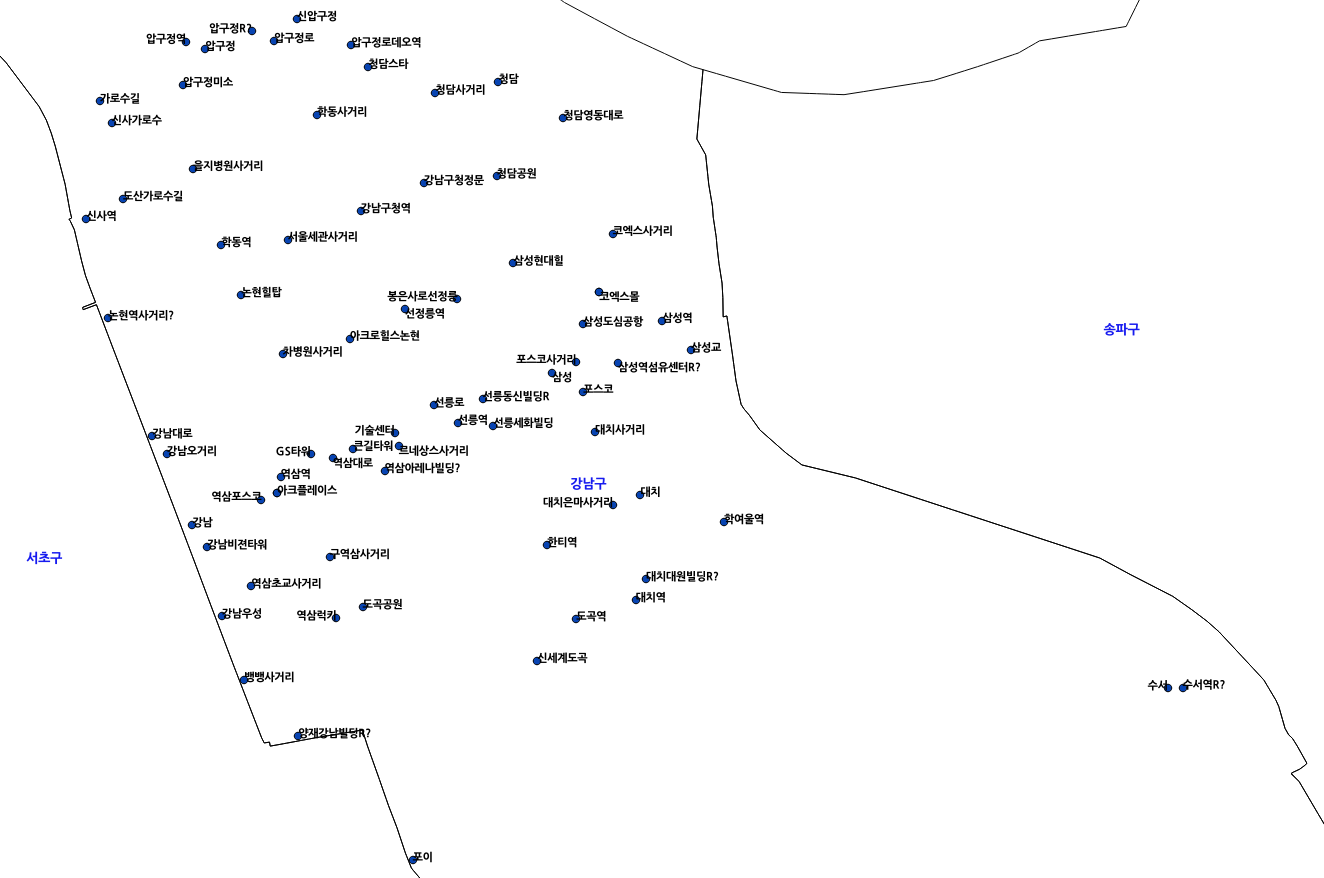 신압구정
압구정R?
압구정역
압구정
압구정로
압구정로데오역
청담스타
압구정미소
청담사거리
청담
가로수길
신사가로수
학동사거리
청담영동대로
을지병원사거리
강남구청정문
청담공원
도산가로수길
신사역
강남구청역
학동역
서울세관사거리
코엑스사거리
삼성현대힐
논현힐탑
봉은사로선정릉
선정릉역
코엑스몰
논현역사거리?
삼성도심공항
삼성역
아크로힐스논현
차병원사거리
삼성교
포스코사거리
삼성역섬유센터R?
삼성
포스코
송파구
선릉로
선릉동신빌딩R
선릉역
선릉세화빌딩
대치사거리
강남대로
강남오거리
기술센터
큰길타워
르네상스사거리
GS타워
역삼대로
역삼아레나빌딩?
역삼역
아크플레이스
역삼포스코
강남구
대치
대치은마사거리
학여울역
강남
강남비젼타워
구역삼사거리
한티역
서초구
역삼초교사거리
대치대원빌딩R?
대치역
강남우성
역삼럭키
도곡공원
도곡역
신세계도곡
뱅뱅사거리
수서
수서역R?
양재강남빌딩R?
포이